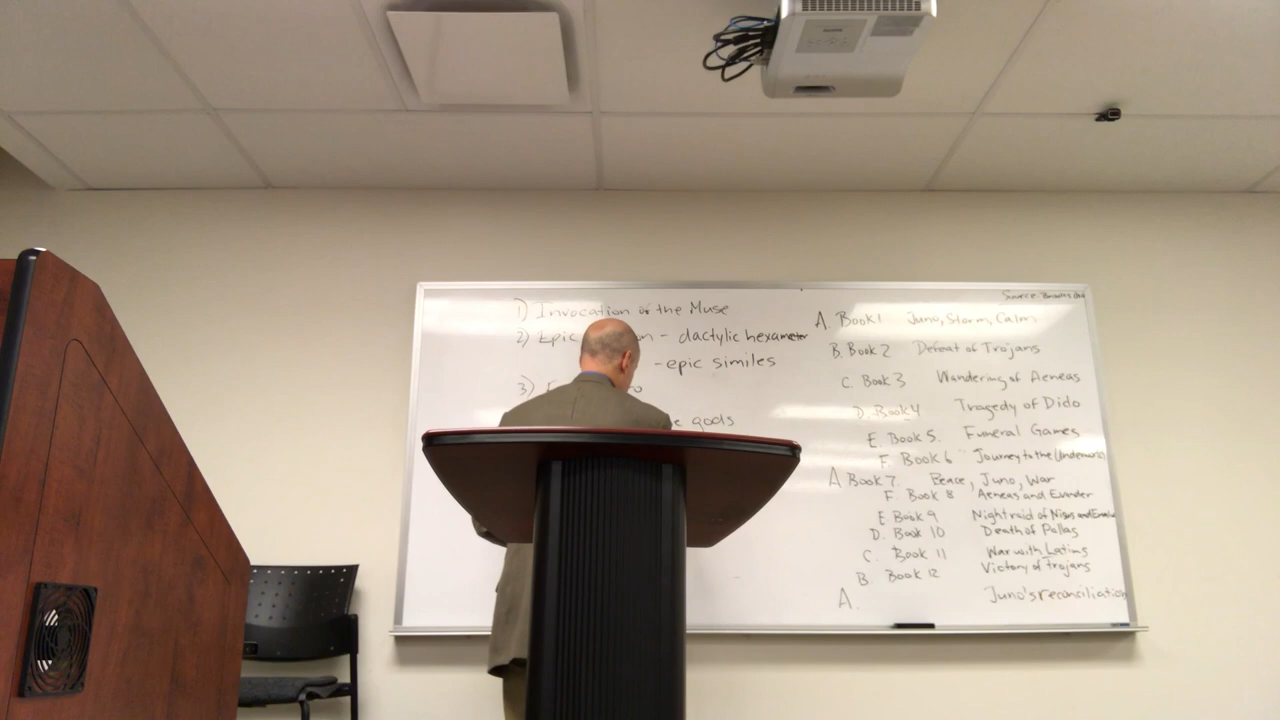 1) Invocation of the Muse
2) Epic - dactylic hexameter
- epic similes
3)
gods
Source:
A. Book 1 Juno, Storm, Calm
B. Book 2 Defeat of Trojans
C. Book 3 Wandering of Aeneas
D. Book 4 Tragedy of Dido
E. Book 5. Funeral Games
F. Book 6 Journey to the Underworld
A Book 7. Peace, Juno, War
F. Book 8 Aeneas and Evander
E Book 9 Night raid of Nisos and
D. Book 10 Death of Pallas
C. Book 11 War with Latins
B. Book 12 Victory of Trojans
A. Juno's reconciliation